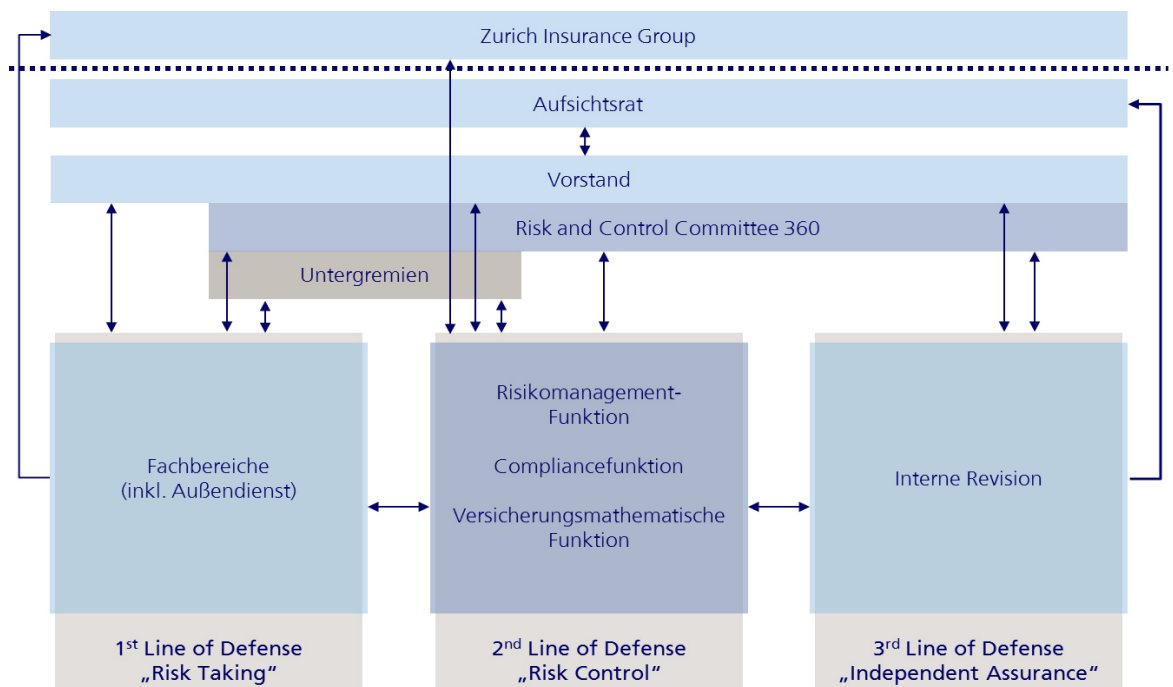 Zurich Insurance Group
Aufsichtsrat
Vorstand
Risk and Control Committee 360
Untergremien
Fachbereiche
(inkl. Außendienst)
Risikomanagement-
Funktion
Compliancefunktion
Versicherungsmathematische
Funktion
Interne Revision
1st Line of Defense
„Risk Taking“
2nd Line of Defense
„Risk Control“
3rd Line of Defense
„Independent Assurance“